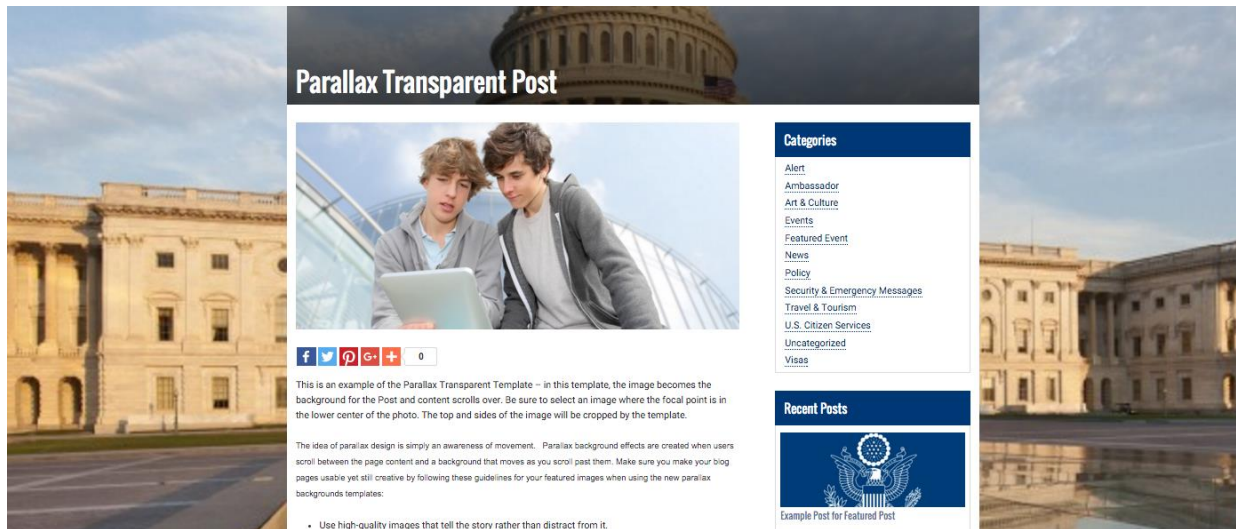 Parallax Transparent Post
0
This is an example of the Parallax Transparent Template – in this template, the image becomes the
background for the Post and content scrolls over. Be sure to select an image where the focal point is in
the lower center of the photo. The top and sides of the image will be cropped by the template.
The idea of parallax design is simply an awareness of movement. Parallax background effects are created when users
scroll between the page content and a background that moves as you scroll past them. Make sure you make your blog
pages usable yet still creative by following these guidelines for your featured images when using the new parallax
backgrounds templates:
• Use high-quality images that tell the story rather than distract from it.
Categories
Alert
Ambassador
Art & Culture
Events
Featured Event
News
Policy
Security & Emergency Messages
Travel & Tourism
U.S. Citizen Services
Uncategorized
Visas
Recent Posts
Example Post for Featured Post